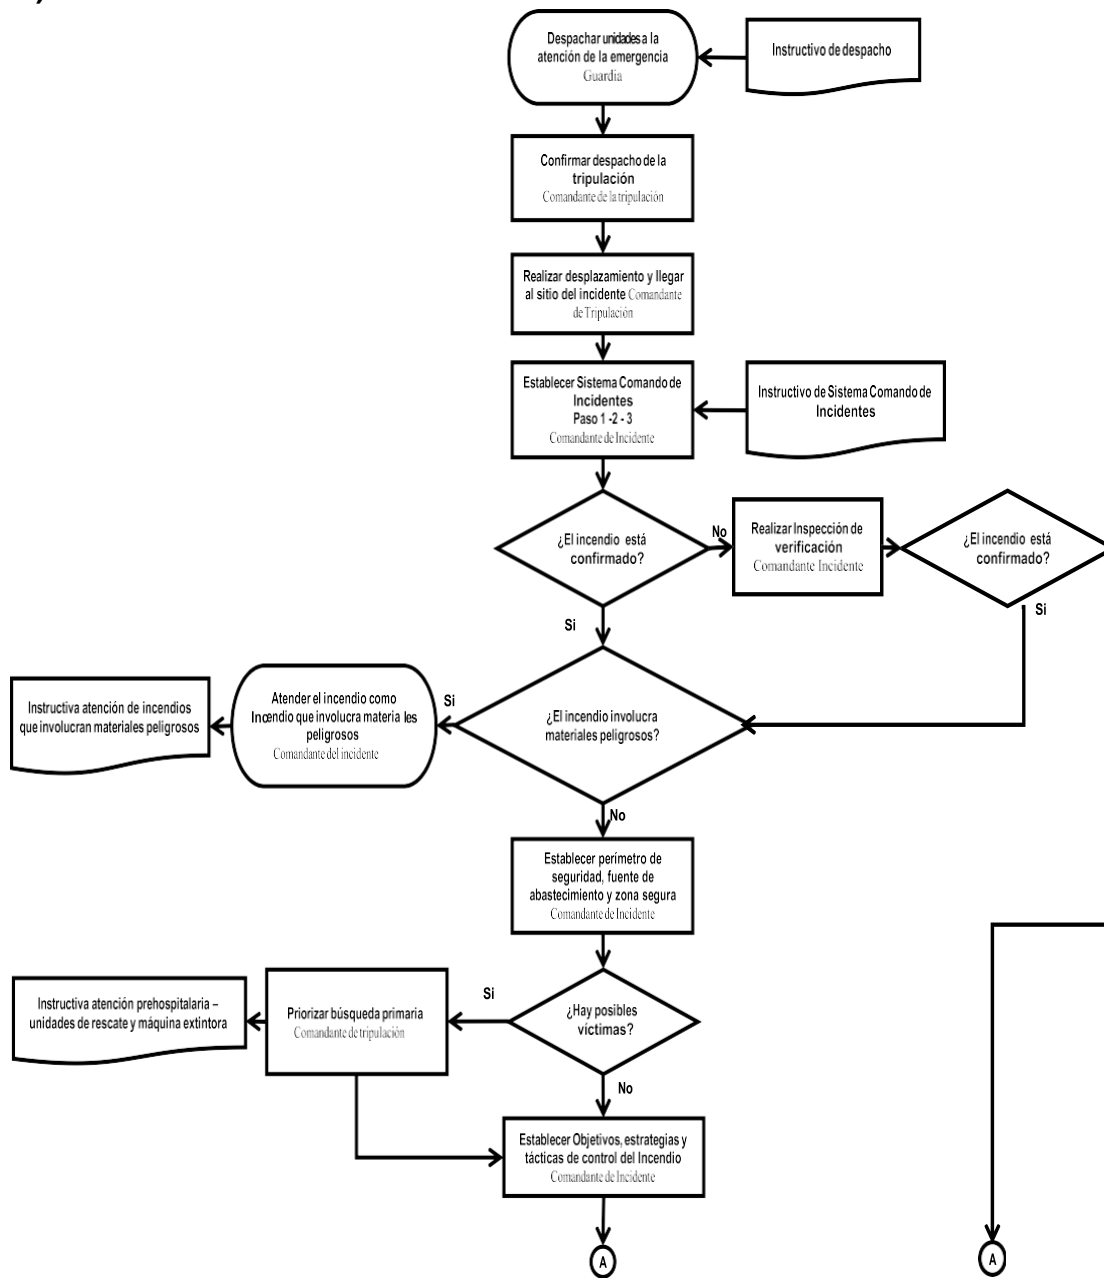 Despachar unidades a la
atención de la emergencia
Guardia
Instructivo de despacho
Confirmar despacho de la
tripulación
Comandante de la tripulación
Realizar desplazamiento y llegar
al sitio del incidente Comandante
de Tripulación
Establecer Sistema Comando de
Incidentes
Paso 1 -2 - 3
Comandante de Incidente
Instructivo de Sistema Comando de
Incidentes
¿El incendio está
confirmado?
No
Realizar Inspección de
verificación
Comandante Incidente
¿El incendio está
confirmado?
Si
Si
Instructiva atención de incendios
que involucran materiales peligrosos
Atender el incendio como
Incendio que involucra materia les
peligrosos
Comandante del incidente
Si
¿El incendio involucra
materiales peligrosos?
No
Establecer perímetro de
seguridad, fuente de
abastecimiento y zona segura
Comandante de Incidente
Instructiva atención prehospitalaria –
unidades de rescate y máquina extintora
Priorizar búsqueda primaria
Comandante de tripulación
Si
¿Hay posibles
víctimas?
No
Establecer Objetivos, estrategias y
tácticas de control del Incendio
Comandante de Incidente
A
A